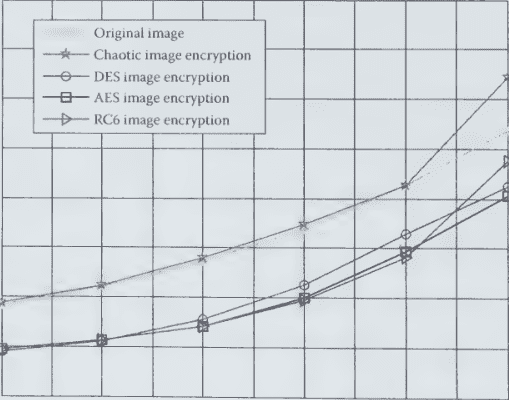 Original image
Chaotic image encryption
DES image encryption
AES image encryption
RC6 image encryption